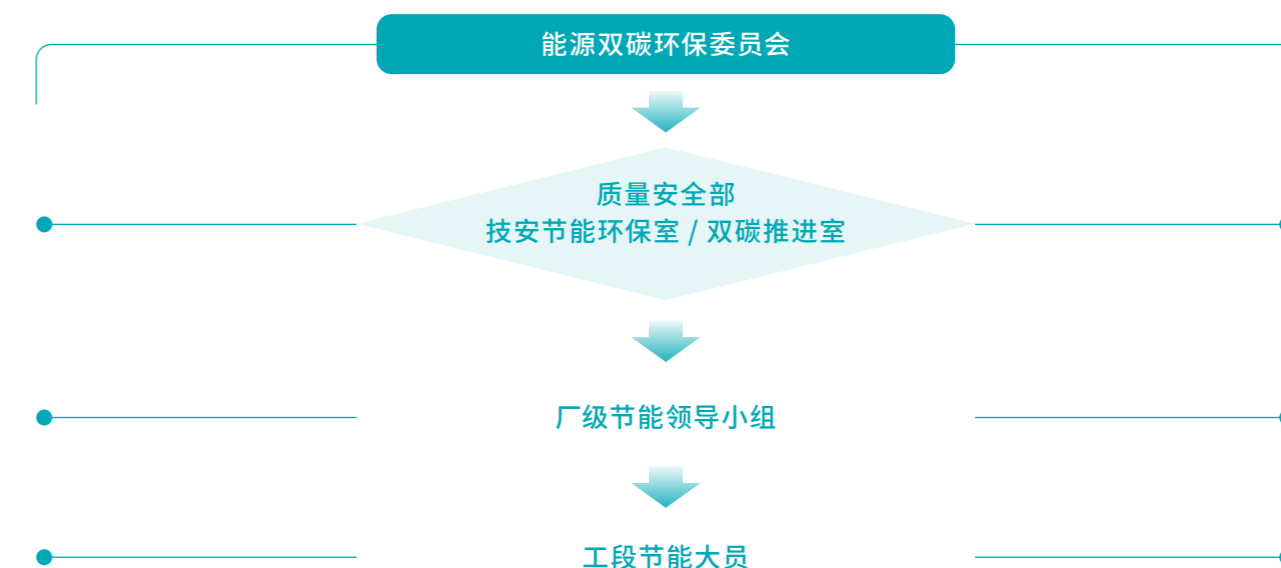 能源双碳环保委员会
质量安全部
技安节能环保室 / 双碳推进室
厂级节能领导小组
工段节能大员